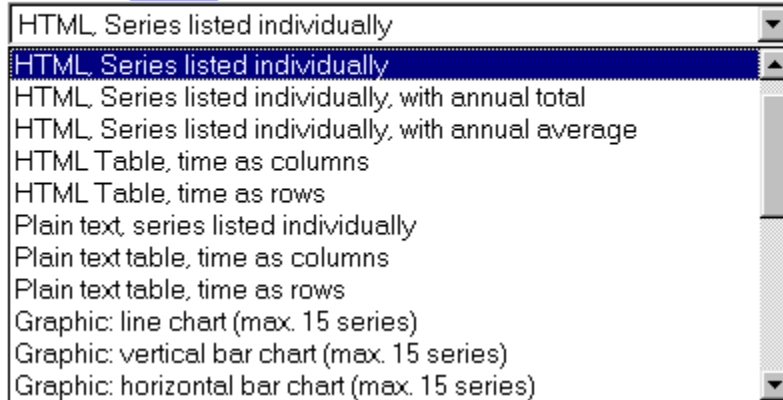 HTML, Series listed individually
HTML, Series listed individually
HTML, Series listed individually, with annual total
HTML, Series listed individually, with annual average
HTML Table, time as columns
HTML Table, time as rows
Plain text, series listed individually
Plain text table, time as columns
Plain text table, time as rows
Graphic: line chart (max. 15 series)
Graphic: vertical bar chart (max. 15 series)
Graphic: horizontal bar chart (max. 15 series)